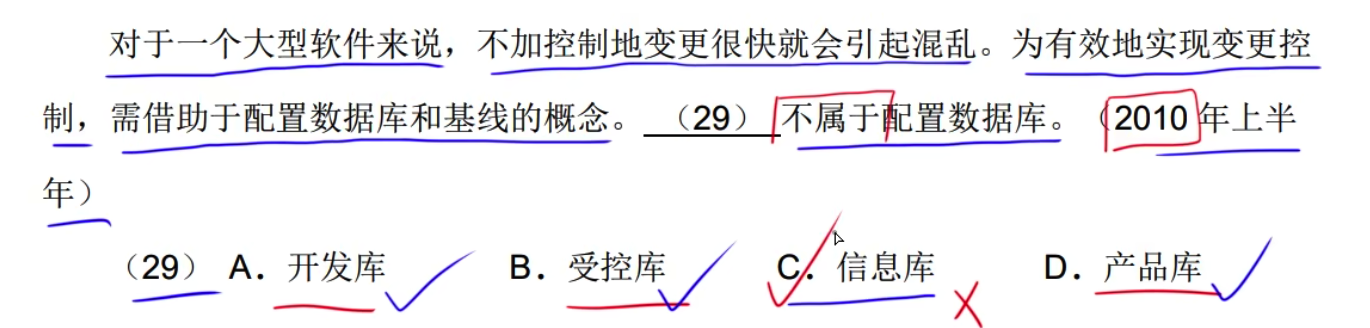 对于一个大型软件来说，不加控制地变更很快就会引起混乱。为有效地实现变更控
制，需借助于配置数据库和基线的概念。（29）不属于配置数据库。（2010 年上半
年）
（29） A．开发库 B．受控库 C．信息库 D．产品库